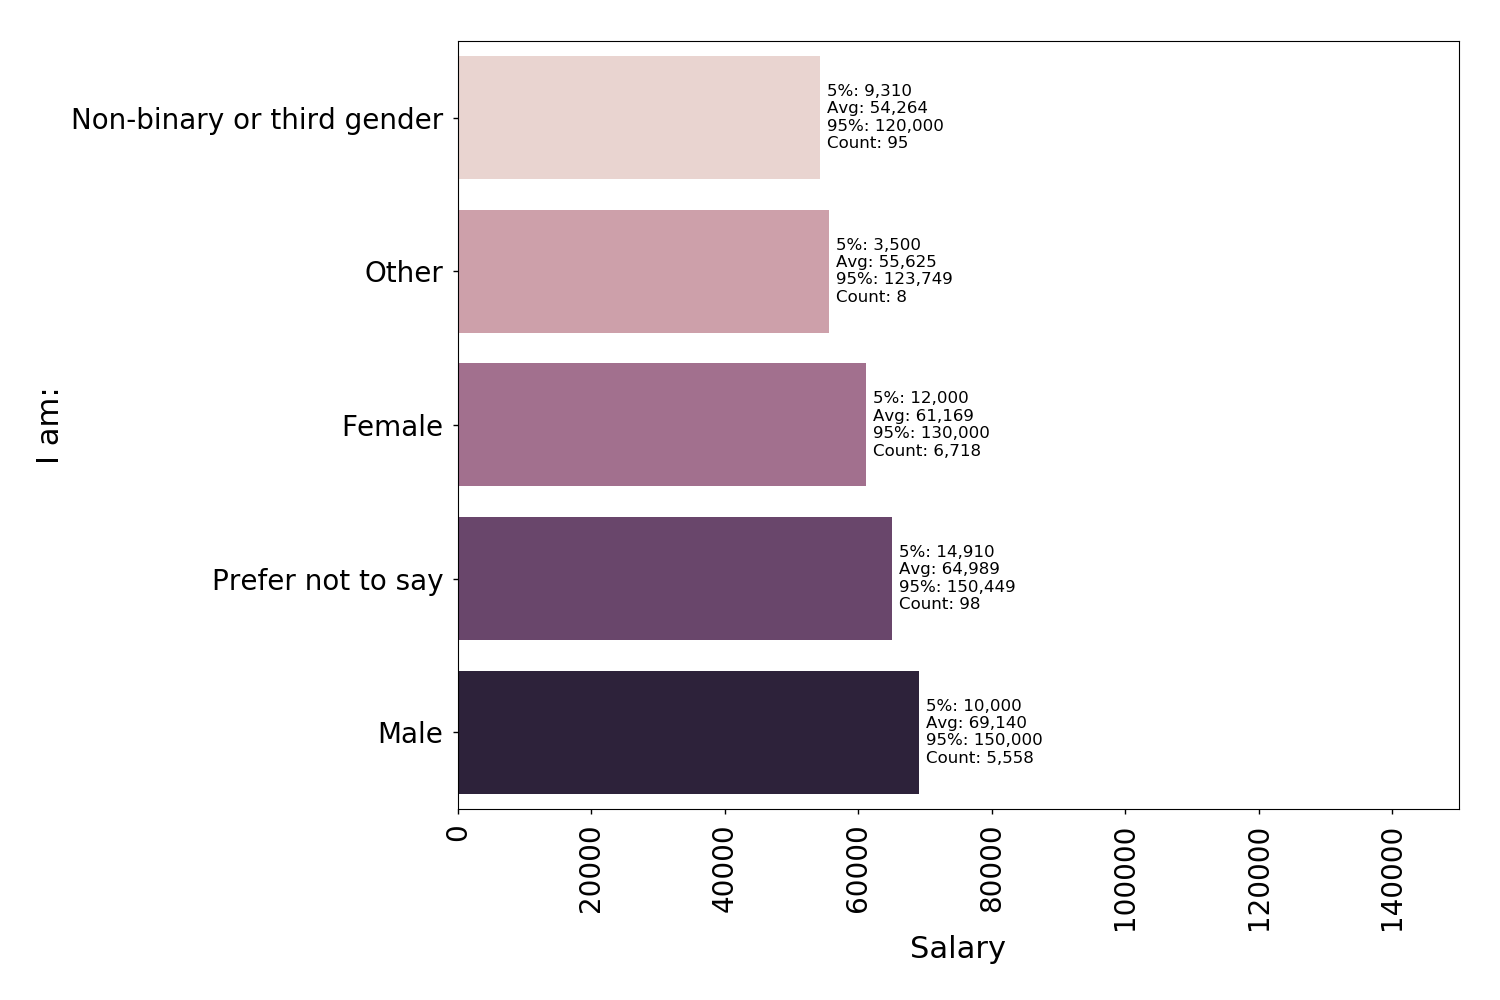 I am:
Non-binary or third gender
5%: 9,310
Avg: 54,264
95%: 120,000
Count: 95
Other
5%: 3,500
Avg: 55,625
95%: 123,749
Count: 8
Female
5%: 12,000
Avg: 61,169
95%: 130,000
Count: 6,718
Prefer not to say
5%: 14,910
Avg: 64,989
95%: 150,449
Count: 98
Male
5%: 10,000
Avg: 69,140
95%: 150,000
Count: 5,558
0
20000
40000
60000
80000
100000
120000
140000
Salary